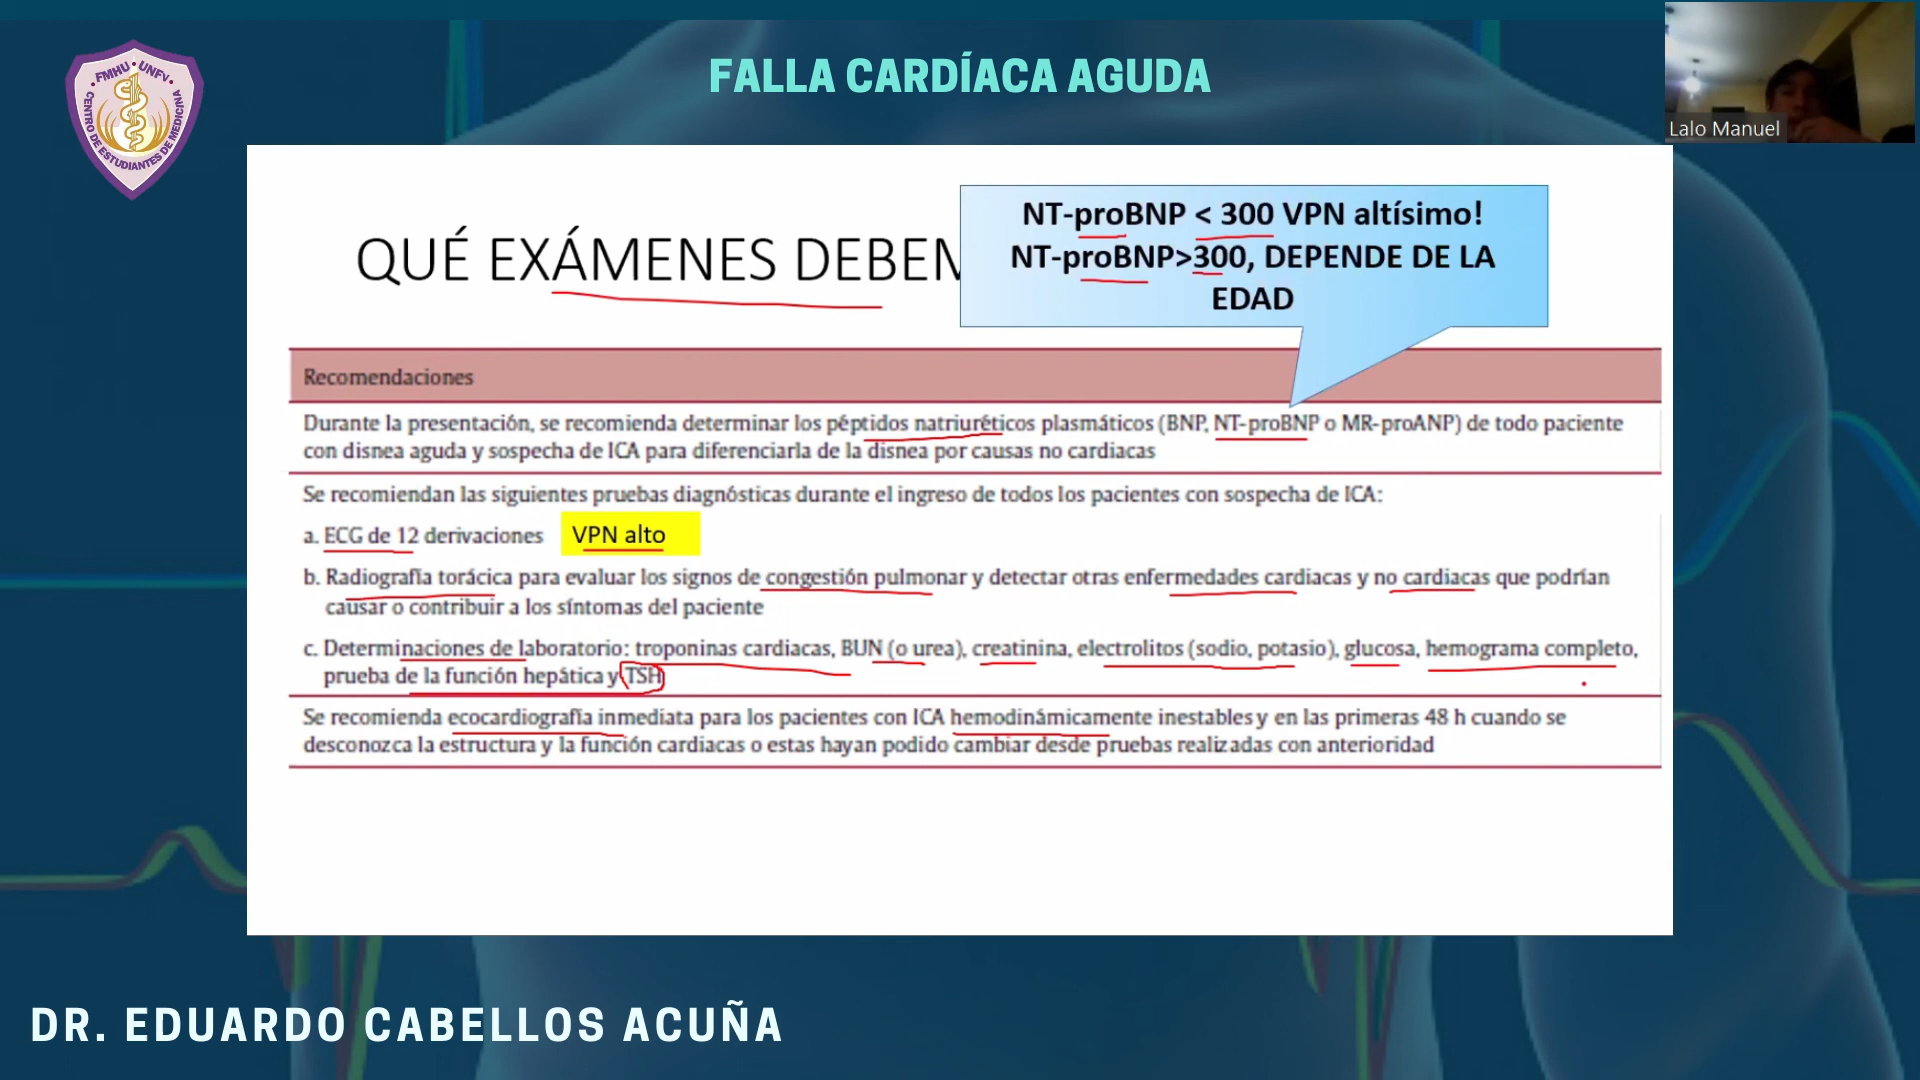 FALLA CARDÍACA AGUDA
FMHU • UNFV
CENTRO DE ESTUDIANTES DE MEDICINA
Lalo Manuel
QUÉ EXÁMENES DEBEM
NT-proBNP < 300 VPN altísimo!
NT-proBNP>300, DEPENDE DE LA
EDAD
Recomendaciones
Durante la presentación, se recomienda determinar los péptidos natriuréticos plasmáticos (BNP, NT-proBNP o MR-proANP) de todo paciente
con disnea aguda y sospecha de ICA para diferenciarla de la disnea por causas no cardiacas
Se recomiendan las siguientes pruebas diagnósticas durante el ingreso de todos los pacientes con sospecha de ICA:
a. ECG de 12 derivaciones VPN alto
b. Radiografía torácica para evaluar los signos de congestión pulmonar y detectar otras enfermedades cardiacas y no cardiacas que podrían
causar o contribuir a los síntomas del paciente
c. Determinaciones de laboratorio: troponinas cardiacas, BUN (o urea), creatinina, electrolitos (sodio, potasio), glucosa, hemograma completo,
prueba de la función hepática y TSH
Se recomienda ecocardiografía inmediata para los pacientes con ICA hemodinámicamente inestables y en las primeras 48 h cuando se
desconozca la estructura y la función cardiacas o estas hayan podido cambiar desde pruebas realizadas con anterioridad
DR. EDUARDO CABELLOS ACUÑA